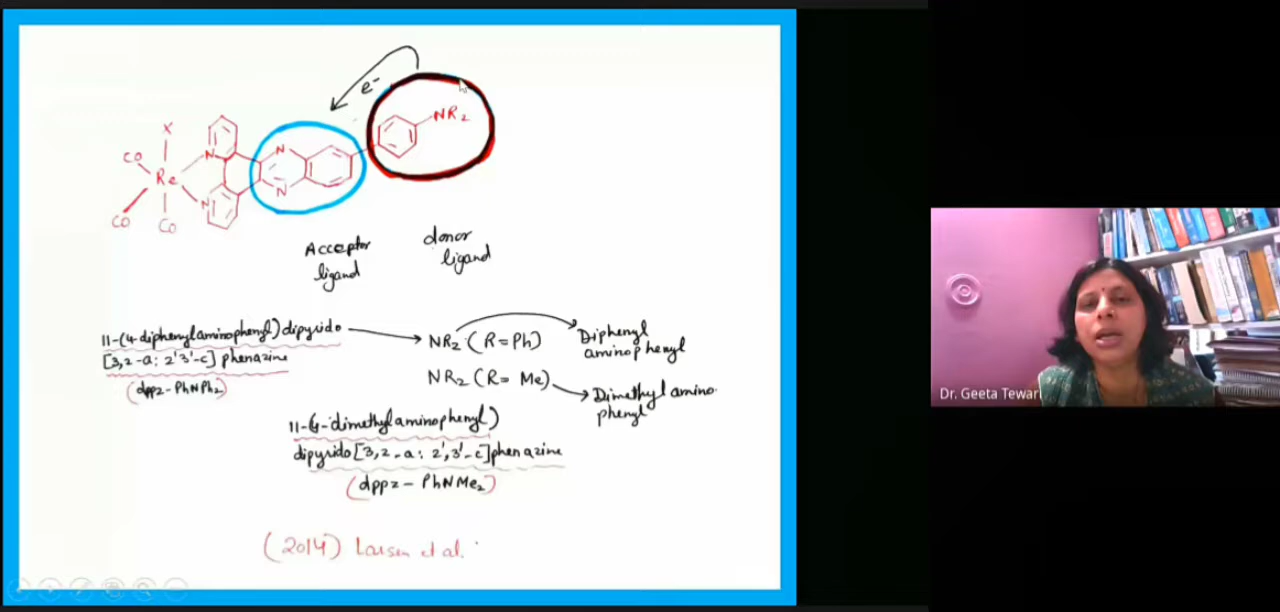 e⁻
NR₂
X
CO
N
N
Re
N
N
CO
Co
Acceptor
ligand
donor
ligand
11-(4-diphenylaminophenyl)dipyrido
[3,2-a: 2'3'-c] phenazine
(dppz-PhNPh₂)
NR₂ (R=Ph)
Diphenyl
aminophenyl
NR₂ (R= Me)
Dimethyl amino
phenyl
11-(4-dimethylaminophenyl)
dipyrido[3,2-a: 2',3'-c]phenazine
(dppz- PhNMe₂)
(2014) Larsen et al.
Dr. Geeta Tewari